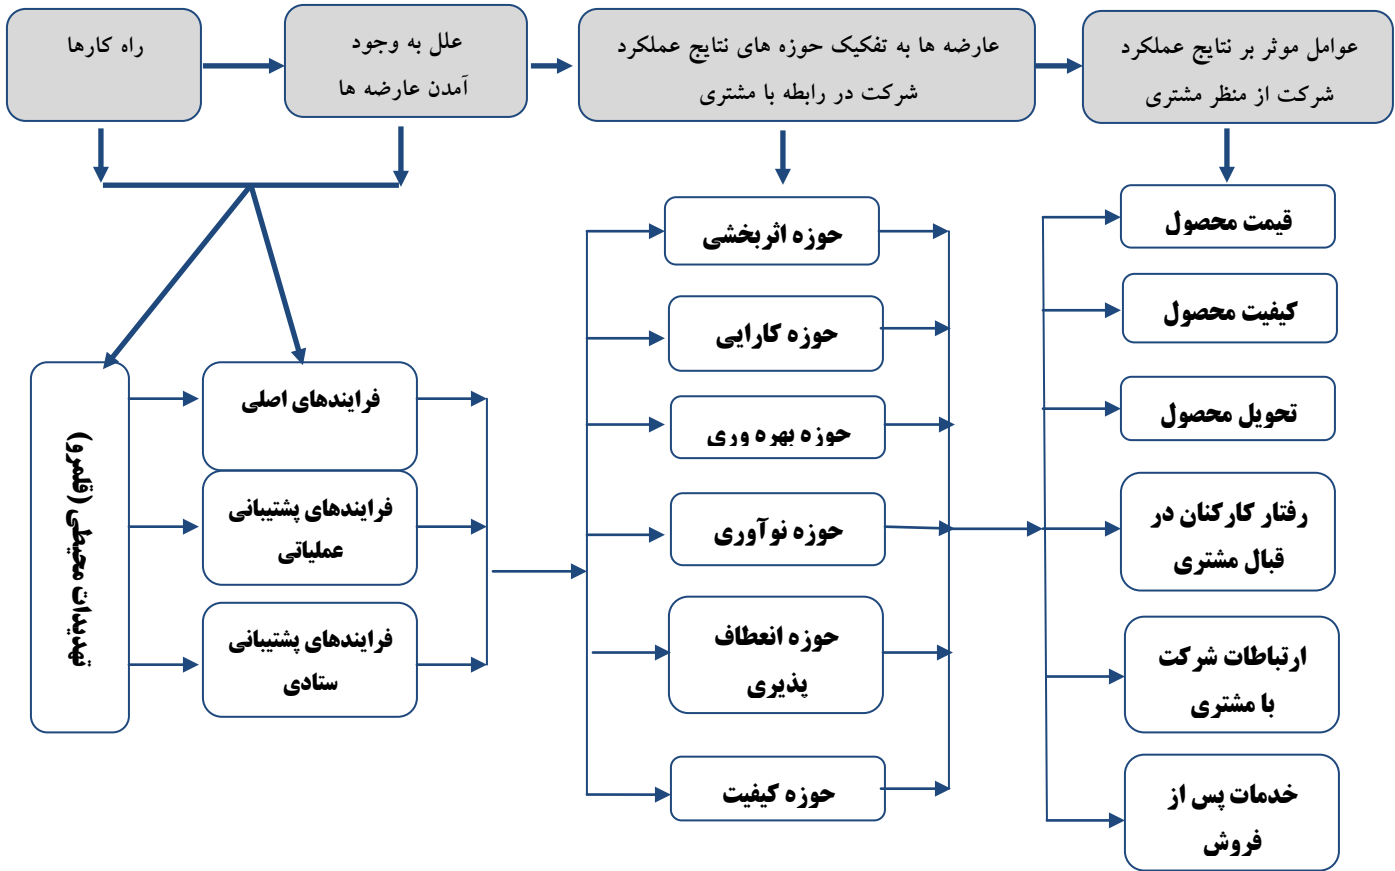 عوامل موثر بر نتایج عملکرد
شرکت از منظر مشتری
عارضه ها به تفکیک حوزه های نتایج عملکرد
شرکت در رابطه با مشتری
علل به وجود
آمدن عارضه ها
راه کارها
قیمت محصول
کیفیت محصول
تحویل محصول
رفتار کارکنان در
قبال مشتری
ارتباطات شرکت
با مشتری
خدمات پس از
فروش
حوزه اثربخشی
حوزه کارایی
حوزه بهره وری
حوزه نوآوری
حوزه انعطاف
پذیری
حوزه کیفیت
فرایندهای اصلی
فرایندهای پشتیبانی
عملیاتی
فرایندهای پشتیبانی
ستادی
تهدیدات محیطی (قلمرو)